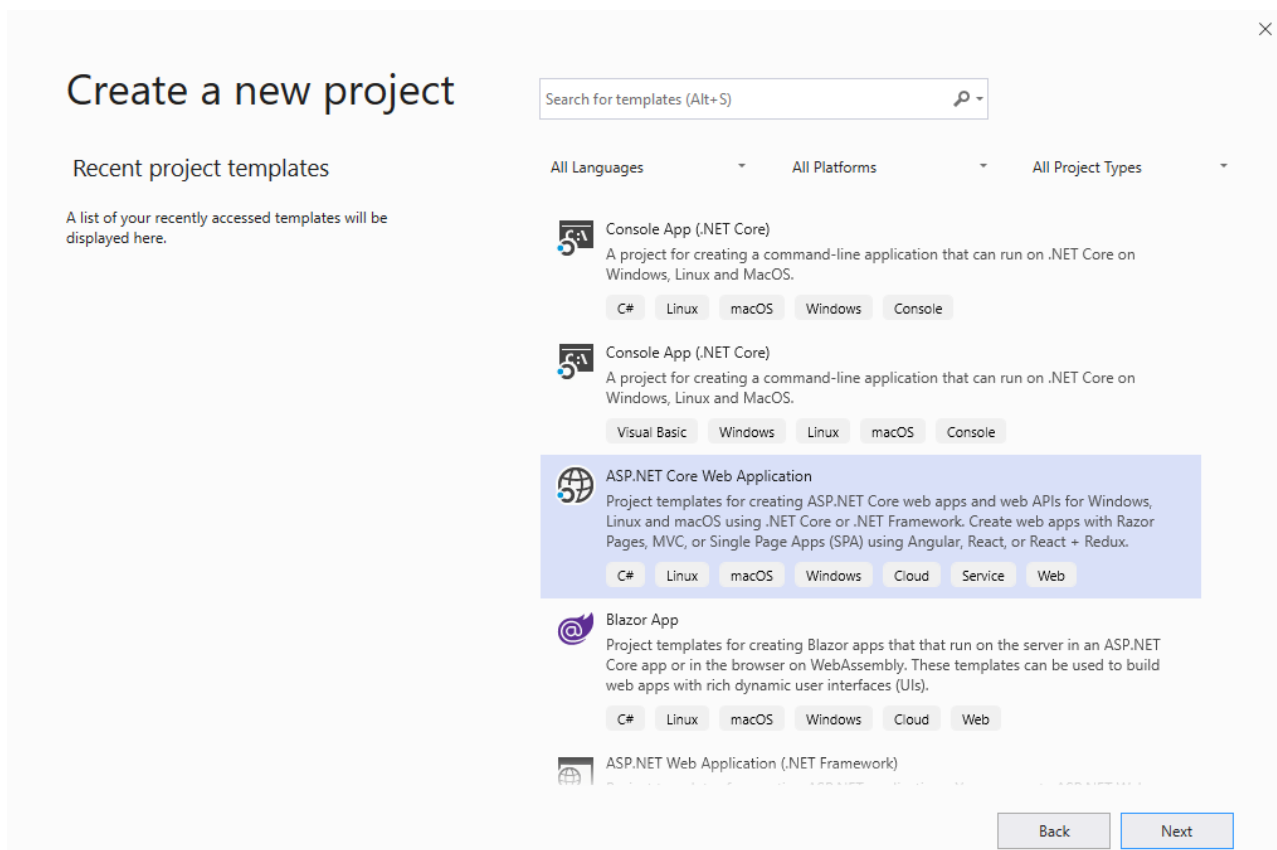 Create a new project
Search for templates (Alt+S)
Recent project templates
A list of your recently accessed templates will be
displayed here.
All Languages
All Platforms
All Project Types
Console App (.NET Core)
A project for creating a command-line application that can run on .NET Core on
Windows, Linux and MacOS.
C# Linux macOS Windows Console
Console App (.NET Core)
A project for creating a command-line application that can run on .NET Core on
Windows, Linux and MacOS.
Visual Basic Windows Linux macOS Console
ASP.NET Core Web Application
Project templates for creating ASP.NET Core web apps and web APIs for Windows,
Linux and macOS using .NET Core or .NET Framework. Create web apps with Razor
Pages, MVC, or Single Page Apps (SPA) using Angular, React, or React + Redux.
C# Linux macOS Windows Cloud Service Web
Blazor App
Project templates for creating Blazor apps that that run on the server in an ASP.NET
Core app or in the browser on WebAssembly. These templates can be used to build
web apps with rich dynamic user interfaces (UIs).
C# Linux macOS Windows Cloud Web
ASP.NET Web Application (.NET Framework)
Back Next